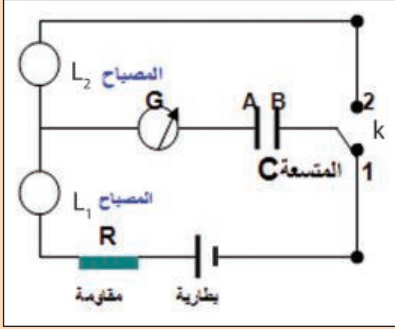 L2 المصباح
G A B 2
k
المتسعة C 1
L1 المصباح
R
مقاومة بطارية